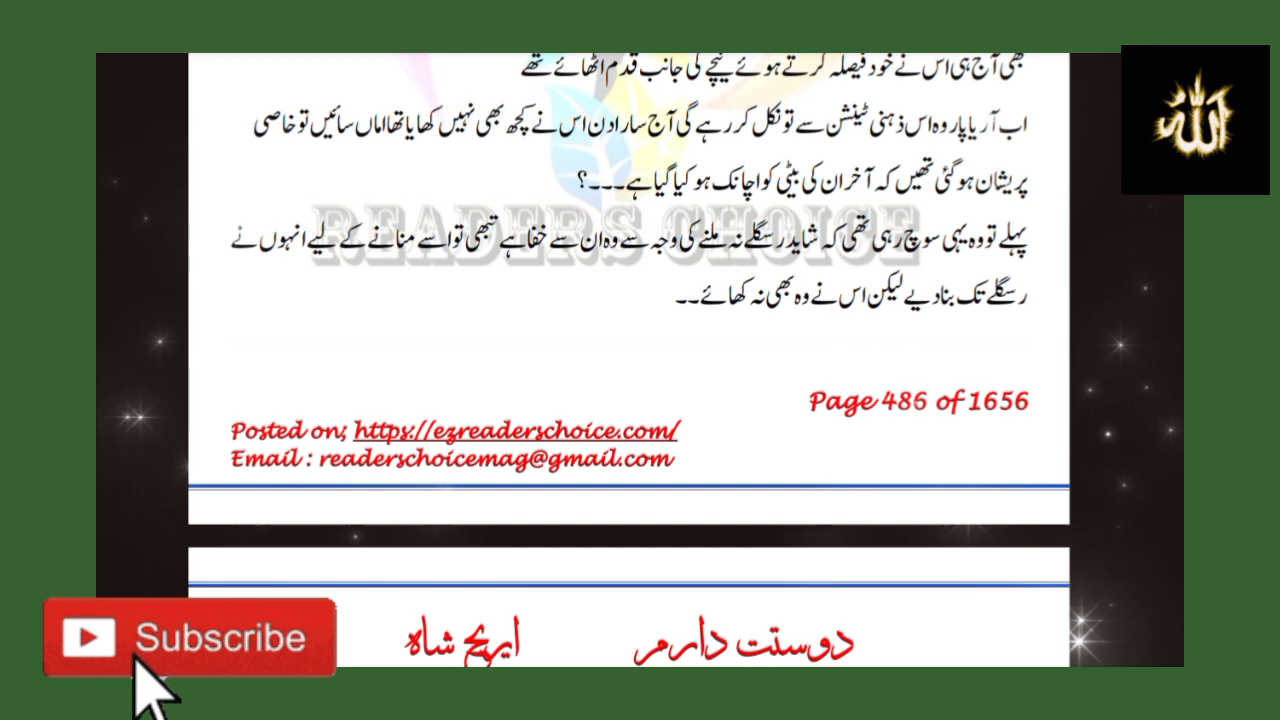 بھی آج ہی اس نے خود فیصلہ کرتے ہوئے نیچے کی جانب قدم اٹھائے تھے
اب آر یا پار وہ اس ذہنی ٹینشن سے تو نکل کر رہے گی آج سارا دن اس نے کچھ بھی نہیں کھایا تھا اماں سائیں تو خاصی
پریشان ہو گئی تھیں کہ آخر ان کی بیٹی کو اچانک ہو کیا گیا ہے۔۔۔؟
پہلے تو وہ یہی سوچ رہی تھی کہ شاید رسگلے نہ ملنے کی وجہ سے وہ ان سے خفا ہے تبھی تو اسے منانے کے لیے انہوں نے
رسگلے تک بنا دیے لیکن اس نے وہ بھی نہ کھائے۔۔
READERS CHOICE
Page 486 of 1656
Posted on; https://ezreaderschoice.com/
Email : readerschoicemag@gmail.com
دوستت دارم اریج شاہ
Subscribe
الله